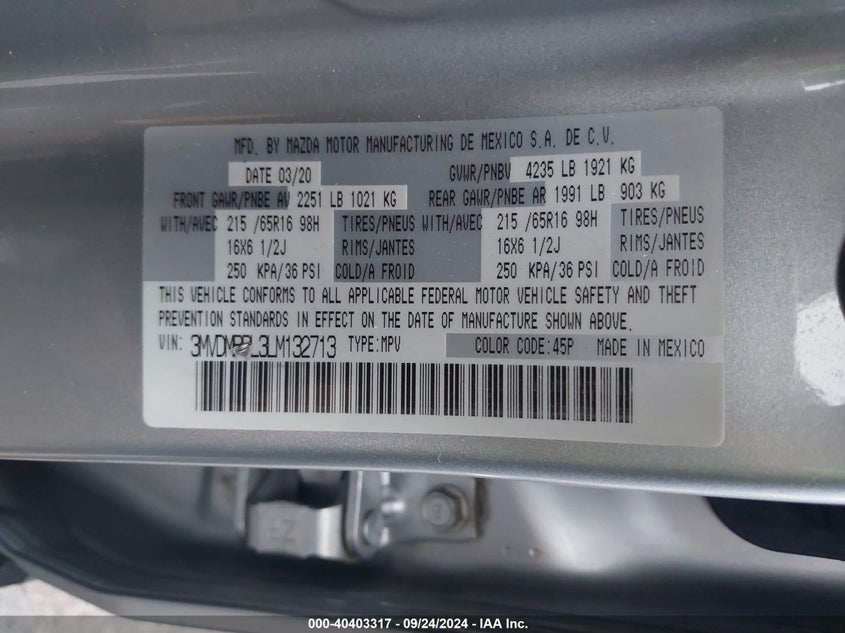 MFD. BY MAZDA MOTOR MANUFACTURING DE MEXICO S.A. DE C.V.
DATE 03/20 GVWR/PNBV 4235 LB 1921 KG
FRONT GAWR/PNBE AV 2251 LB 1021 KG REAR GAWR/PNBE AR 1991 LB 903 KG
WITH/AVEC 215 /65R16 98H TIRES/PNEUS WITH/AVEC 215 /65R16 98H TIRES/PNEUS
16X6 1/2J RIMS/JANTES 16X6 1/2J RIMS/JANTES
250 KPA/36 PSI COLD/A FROID 250 KPA/36 PSI COLD/A FROID
THIS VEHICLE CONFORMS TO ALL APPLICABLE FEDERAL MOTOR VEHICLE SAFETY AND THEFT
PREVENTION STANDARDS IN EFFECT ON THE DATE OF MANUFACTURE SHOWN ABOVE.
VIN: TYPE:MPV COLOR CODE:45P MADE IN MEXICO
000-40403317 - 09/24/2024 - IAA Inc.